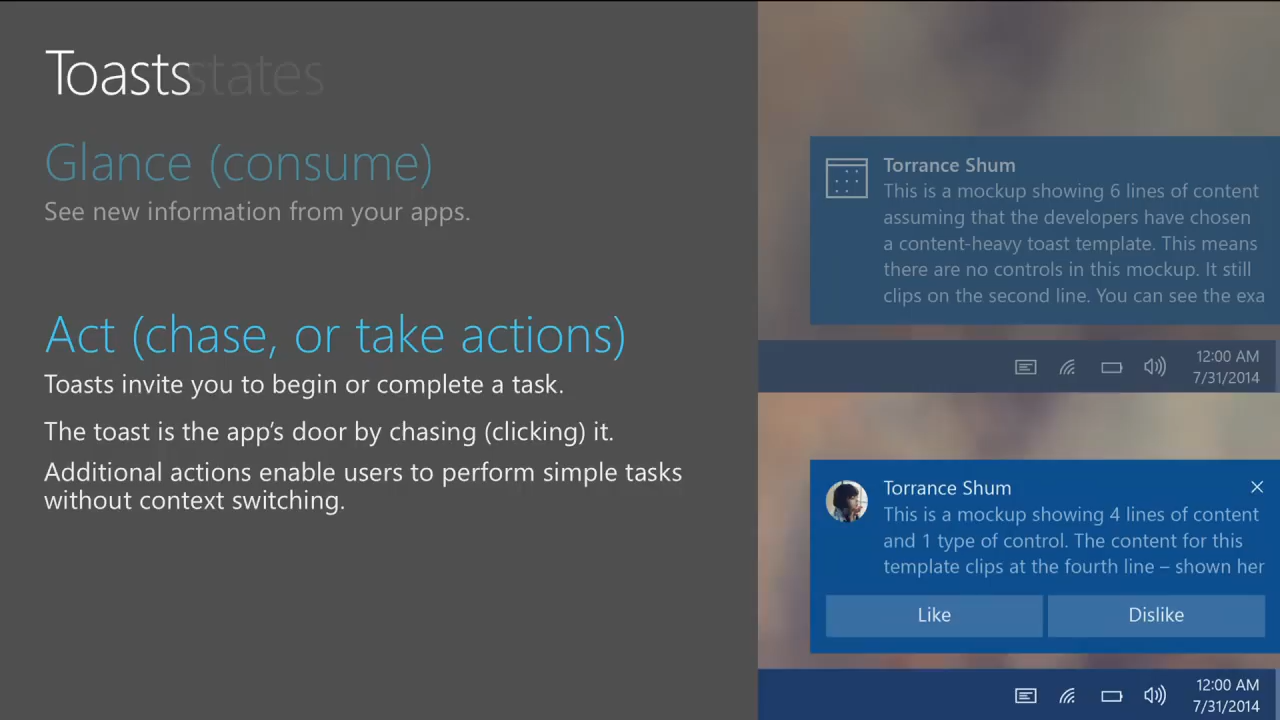 Toasts states
Glance (consume)
See new information from your apps.
Act (chase, or take actions)
Toasts invite you to begin or complete a task.
The toast is the app's door by chasing (clicking) it.
Additional actions enable users to perform simple tasks
without context switching.
Torrance Shum
This is a mockup showing 6 lines of content
assuming that the developers have chosen
a content-heavy toast template. This means
there are no controls in this mockup. It still
clips on the second line. You can see the exa
12:00 AM
7/31/2014
Torrance Shum
This is a mockup showing 4 lines of content
and 1 type of control. The content for this
template clips at the fourth line – shown her
Like
Dislike
12:00 AM
7/31/2014